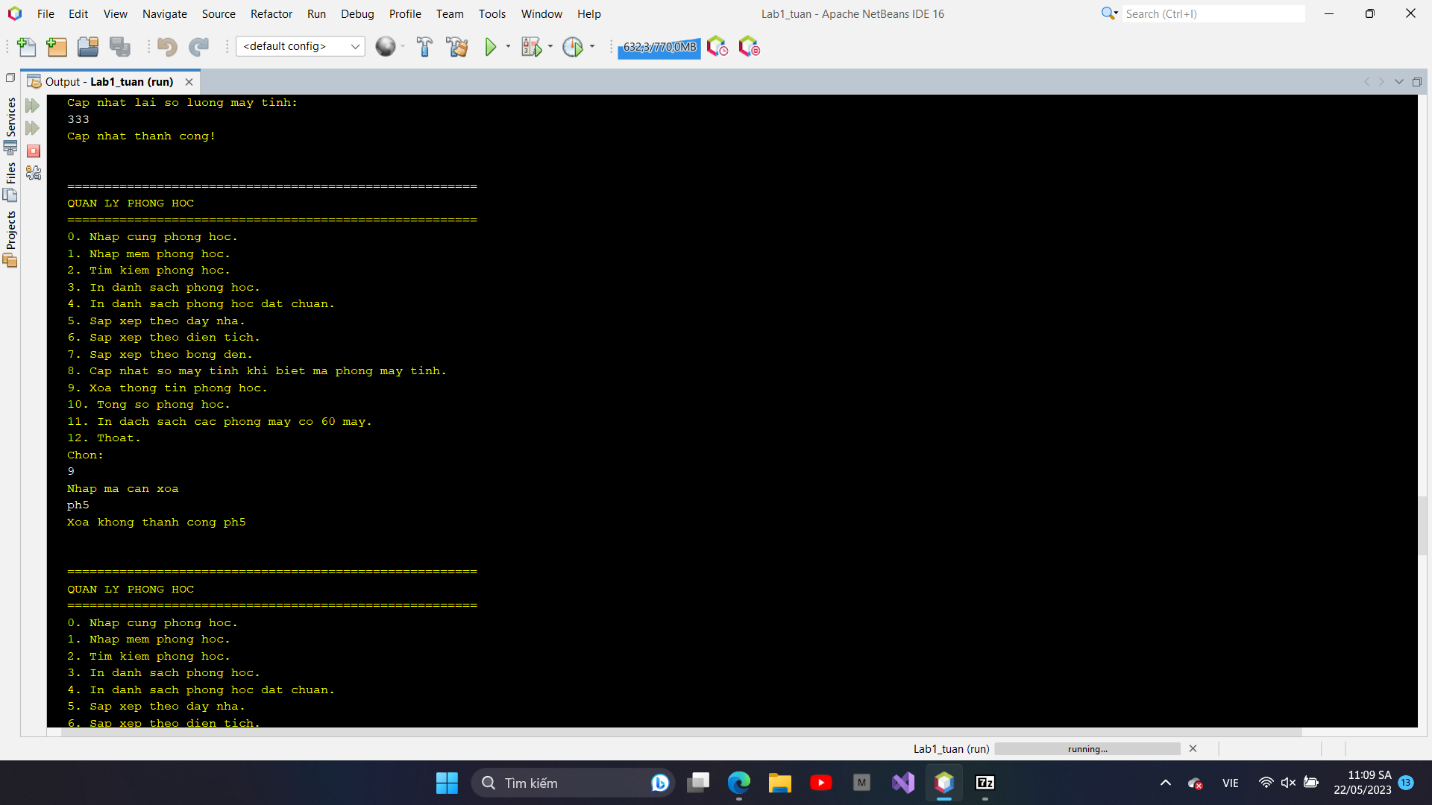 File Edit View Navigate Source Refactor Run Debug Profile Team Tools Window Help
Lab1_tuan - Apache NetBeans IDE 16
Search (Ctrl+I)
<default config>
632,3/770,0MB
Output - Lab1_tuan (run)
Services
Files
Projects
Cap nhat lai so luong may tinh:
333
Cap nhat thanh cong!
=======================================================
QUAN LY PHONG HOC
=======================================================
0. Nhap cung phong hoc.
1. Nhap mem phong hoc.
2. Tim kiem phong hoc.
3. In danh sach phong hoc.
4. In danh sach phong hoc dat chuan.
5. Sap xep theo day nha.
6. Sap xep theo dien tich.
7. Sap xep theo bong den.
8. Cap nhat so may tinh khi biet ma phong may tinh.
9. Xoa thong tin phong hoc.
10. Tong so phong hoc.
11. In dach sach cac phong may co 60 may.
12. Thoat.
Chon:
9
Nhap ma can xoa
ph5
Xoa khong thanh cong ph5
=======================================================
QUAN LY PHONG HOC
=======================================================
0. Nhap cung phong hoc.
1. Nhap mem phong hoc.
2. Tim kiem phong hoc.
3. In danh sach phong hoc.
4. In danh sach phong hoc dat chuan.
5. Sap xep theo day nha.
6. Sap xep theo dien tich.
Lab1_tuan (run)
running...
Tìm kiếm
M
7z
VIE
11:09 SA
22/05/2023
13